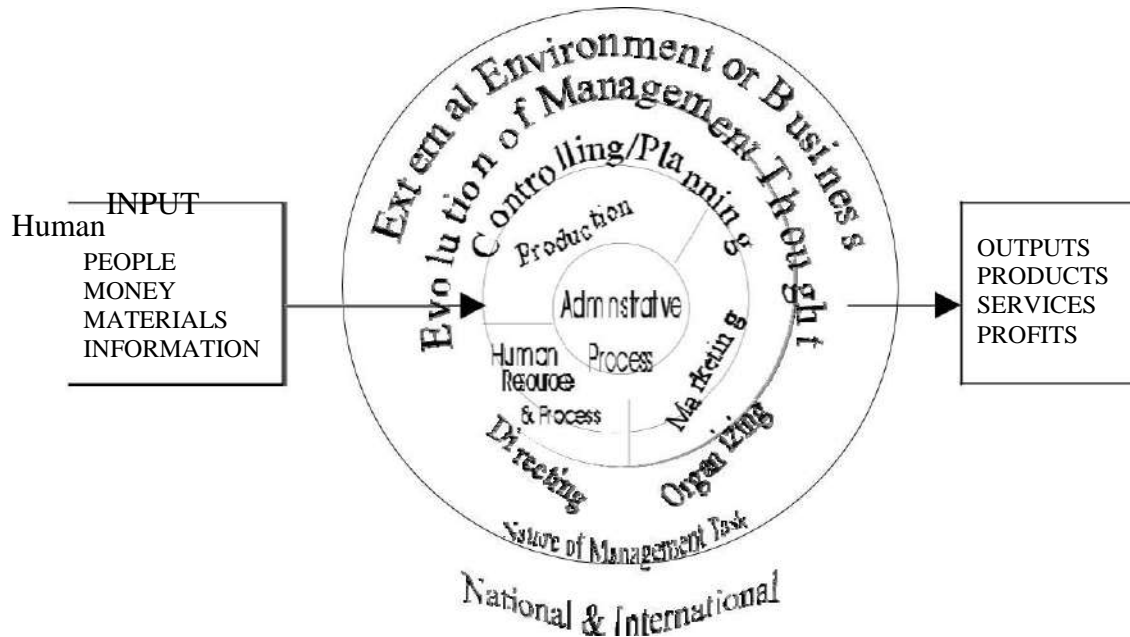 External Environment or Business
Evolution of Management Thought
Controlling/Planning
Production
INPUT
Human
PEOPLE
MONEY
MATERIALS
INFORMATION
Adminstrative
Process
Human
Resource
& Process
Marketing
Directing
Organizing
Nature of Management Task
National & International
OUTPUTS
PRODUCTS
SERVICES
PROFITS